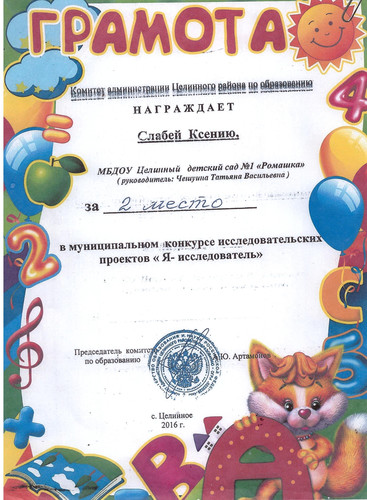 ГРАМОТА
Комитет администрации Целинного района по образованию
НАГРАЖДАЕТ
Слабей Ксению,
МБДОУ Целинный детский сад №1 «Ромашка»
( руководитель: Чешуина Татьяна Васильевна )
за 2 место
в муниципальном конкурсе исследовательских
проектов « Я- исследователь»
Председатель комитета
по образованию А.Ю. Артамонов
с. Целинное
2016 г.